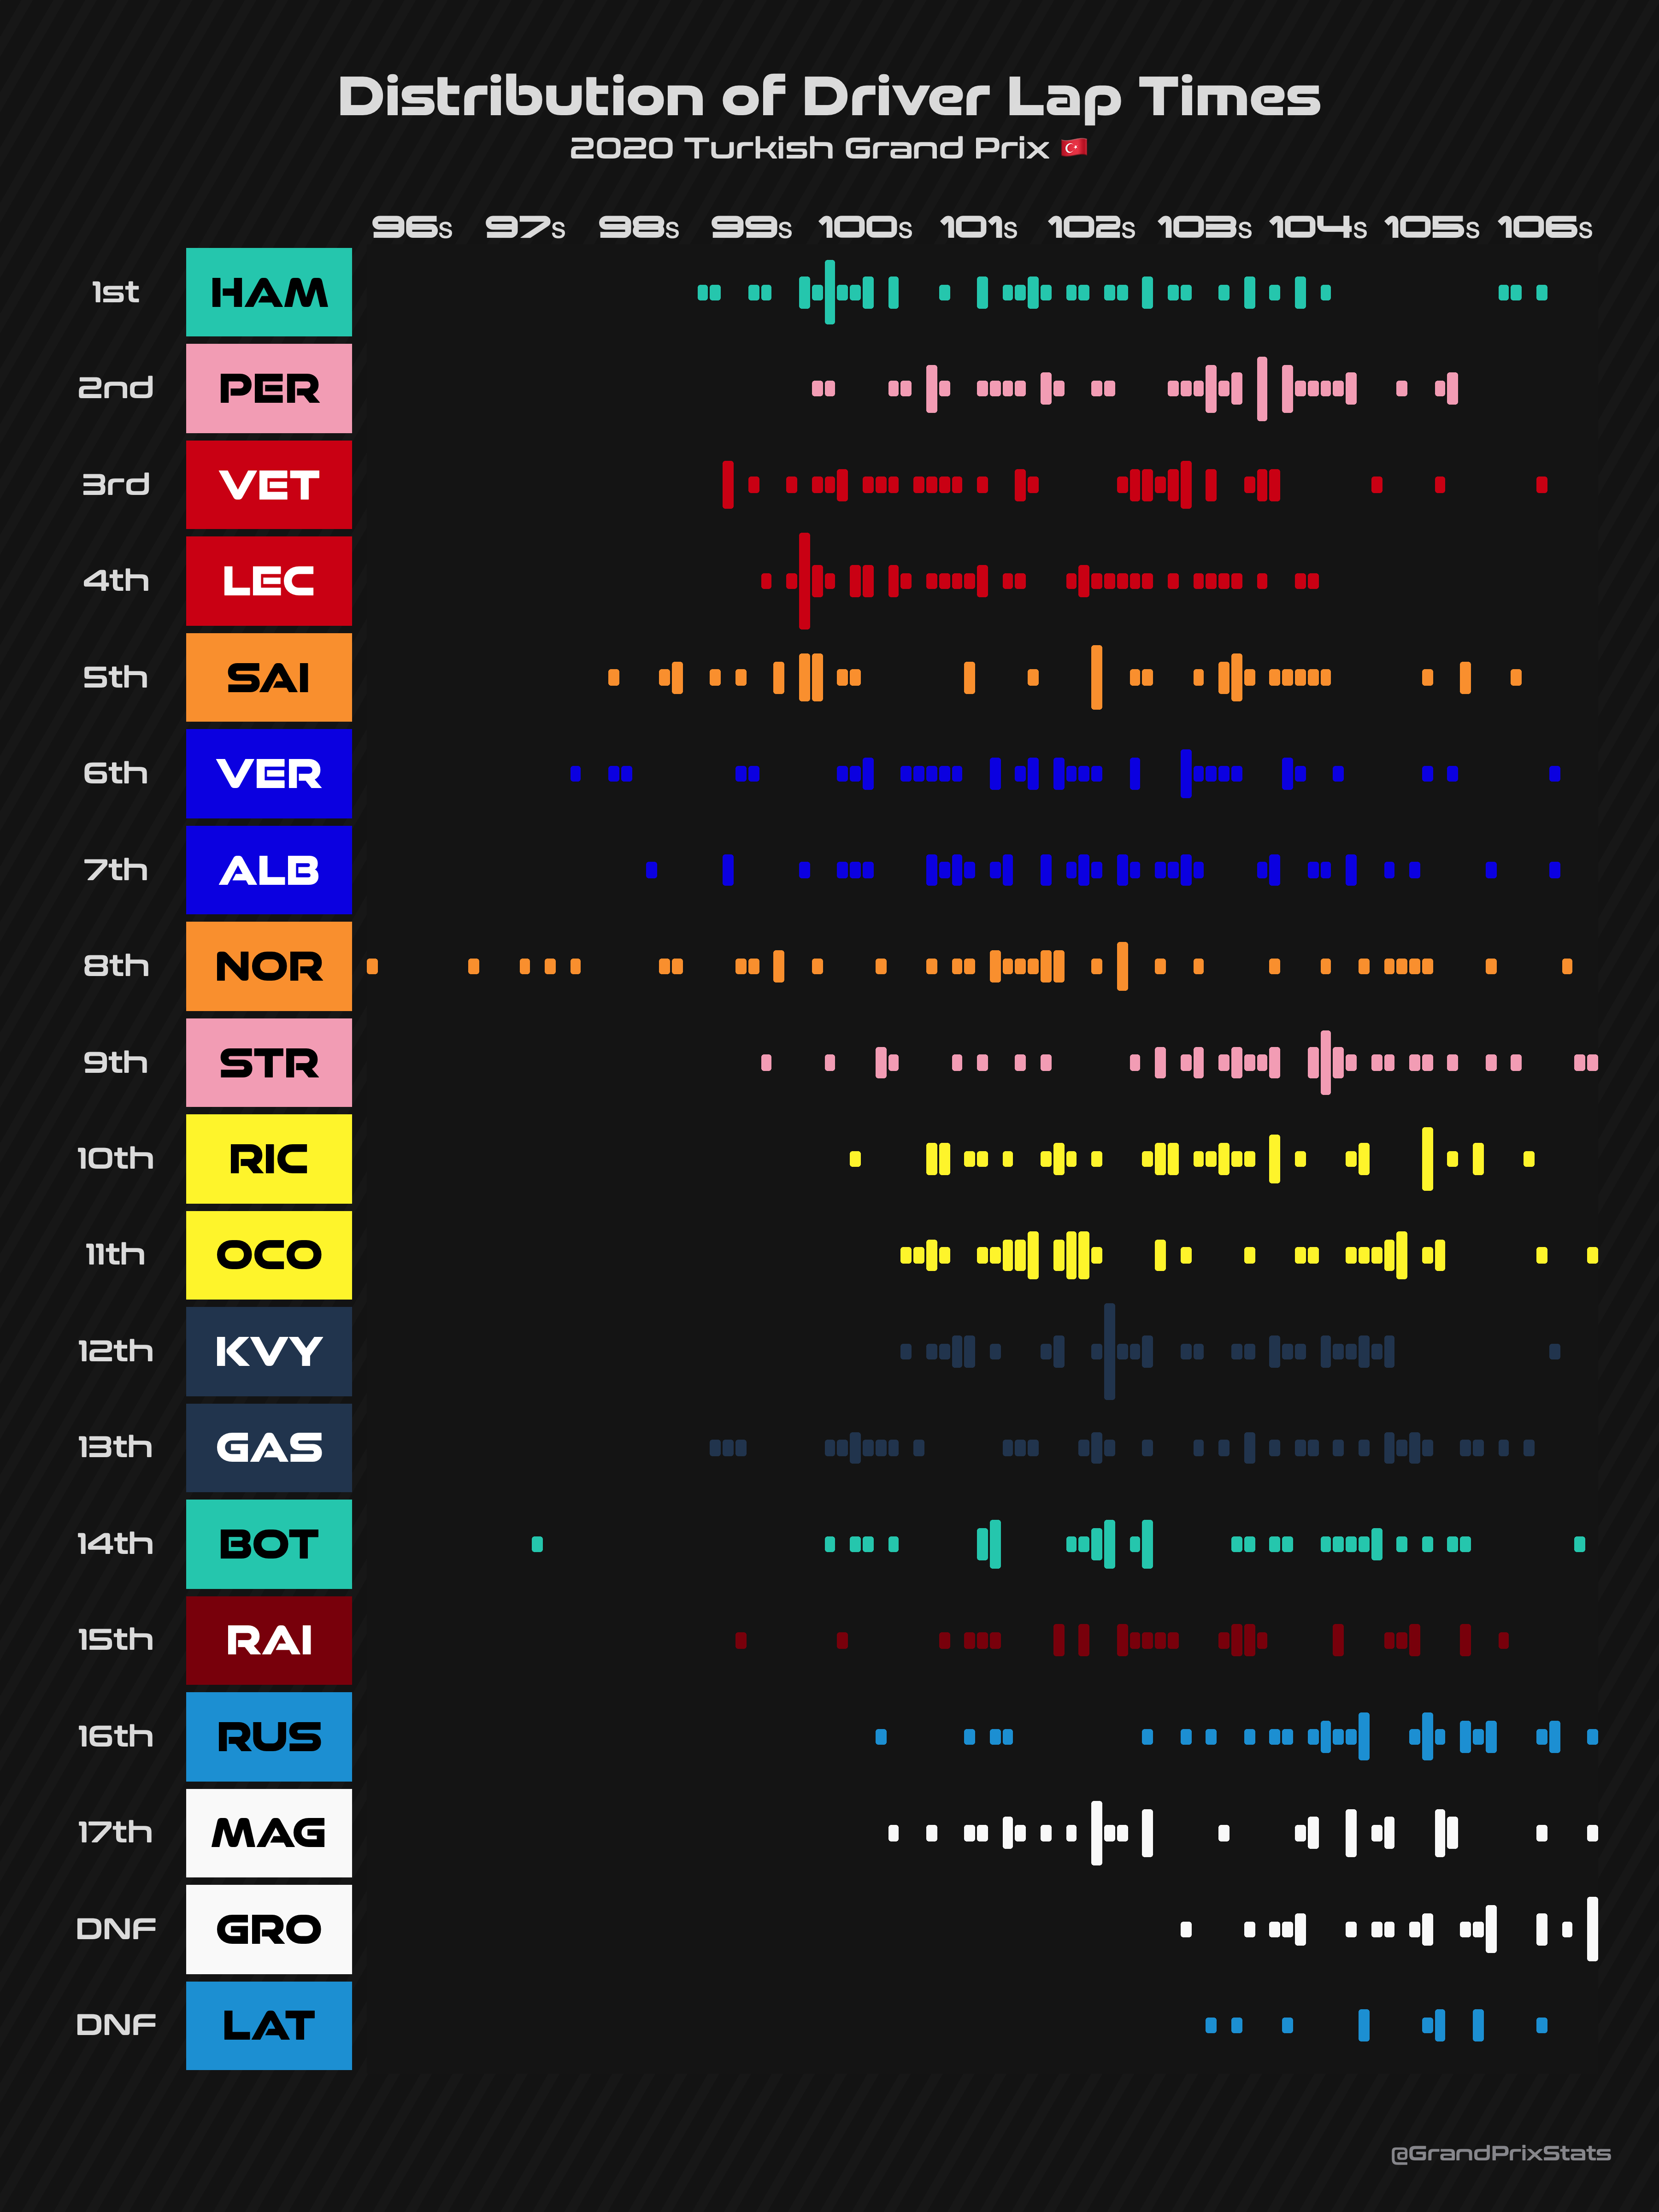 Distribution of Driver Lap Times
2020 Turkish Grand Prix 🇹🇷
96s 97s 98s 99s 100s 101s 102s 103s 104s 105s 106s
1st HAM
2nd PER
3rd VET
4th LEC
5th SAI
6th VER
7th ALB
8th NOR
9th STR
10th RIC
11th OCO
12th KVY
13th GAS
14th BOT
15th RAI
16th RUS
17th MAG
DNF GRO
DNF LAT
@GrandPrixStats